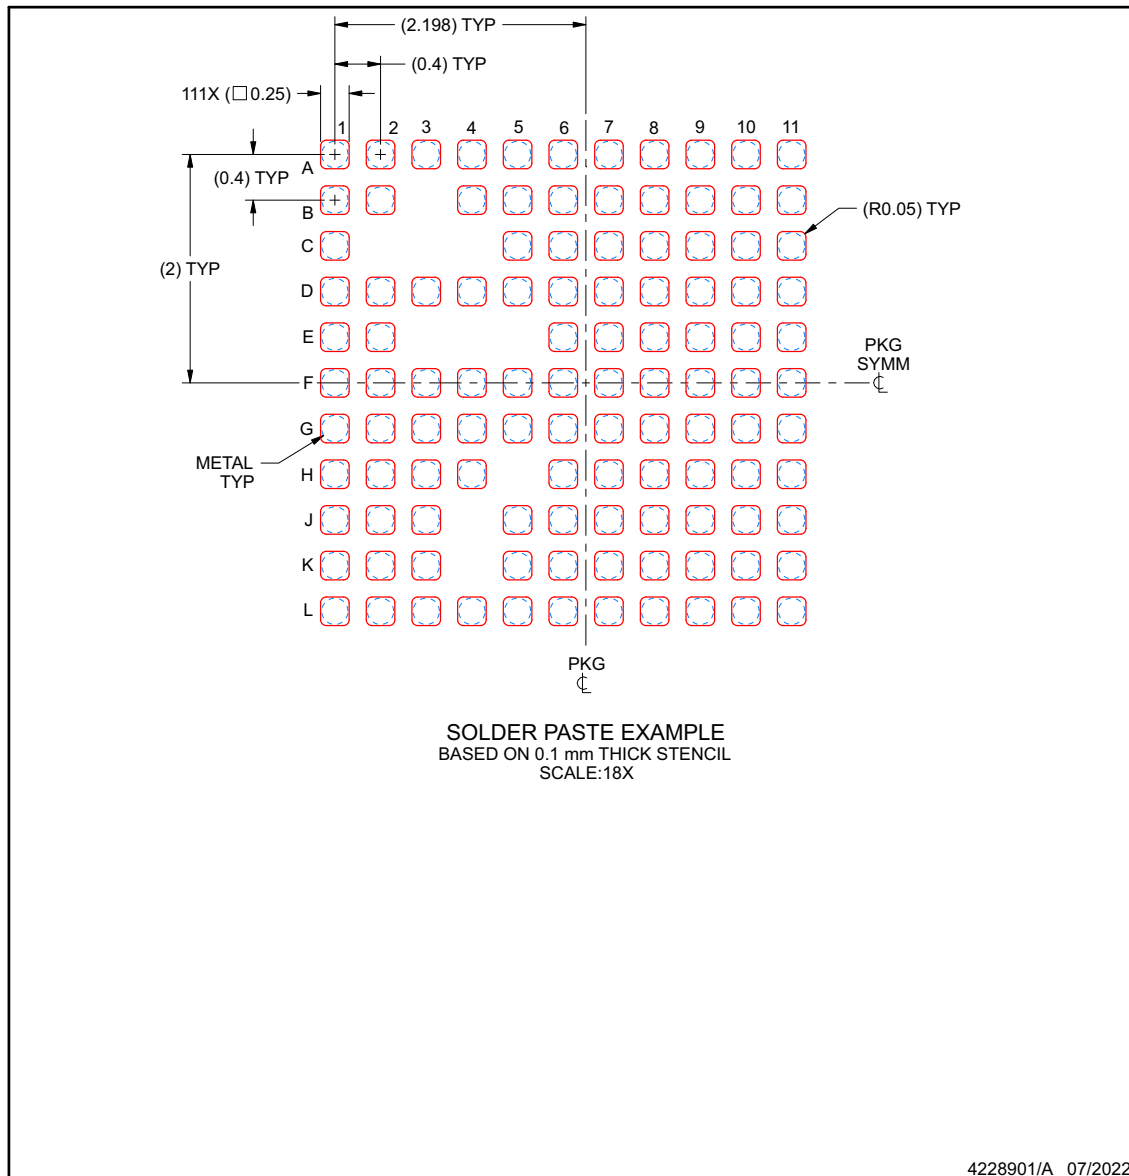 (2.198) TYP
(0.4) TYP
111X (□0.25)
1 2 3 4 5 6 7 8 9 10 11
A
(0.4) TYP
B
(R0.05) TYP
C
(2) TYP
D
E
PKG
SYMM
℄
F
G
METAL
TYP
H
J
K
L
PKG
℄
SOLDER PASTE EXAMPLE
BASED ON 0.1 mm THICK STENCIL
SCALE:18X
4228901/A 07/2022